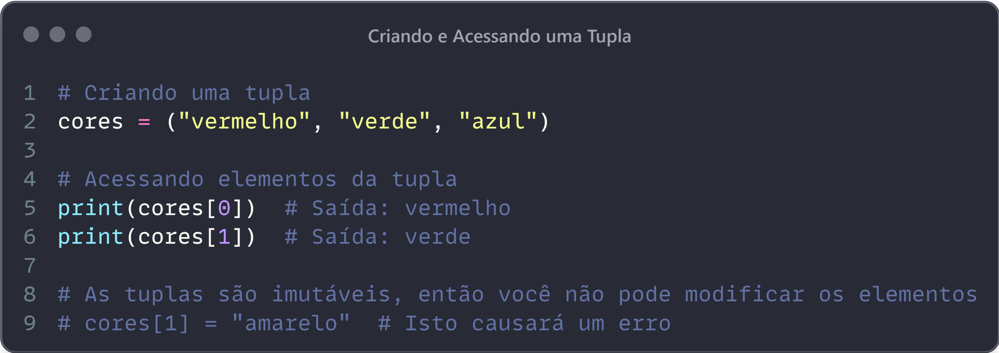 Criando e Acessando uma Tupla
1 # Criando uma tupla
2 cores = ("vermelho", "verde", "azul")
3
4 # Acessando elementos da tupla
5 print(cores[0])  # Saída: vermelho
6 print(cores[1])  # Saída: verde
7
8 # As tuplas são imutáveis, então você não pode modificar os elementos
9 # cores[1] = "amarelo"  # Isto causará um erro